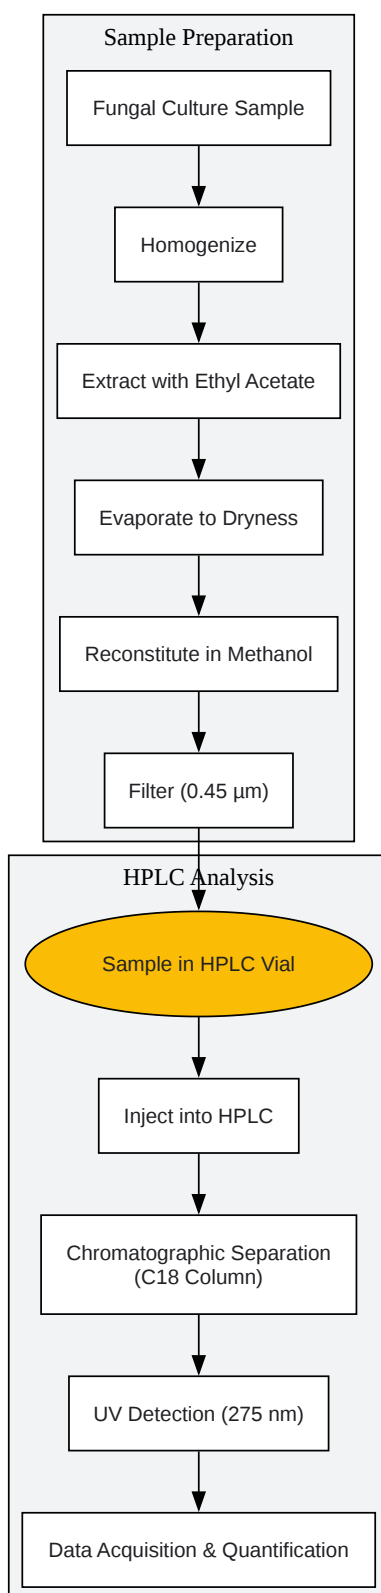 Sample Preparation
Fungal Culture Sample
Homogenize
Extract with Ethyl Acetate
Evaporate to Dryness
Reconstitute in Methanol
Filter (0.45 µm)
HPLC Analysis
Sample in HPLC Vial
Inject into HPLC
Chromatographic Separation
(C18 Column)
UV Detection (275 nm)
Data Acquisition & Quantification